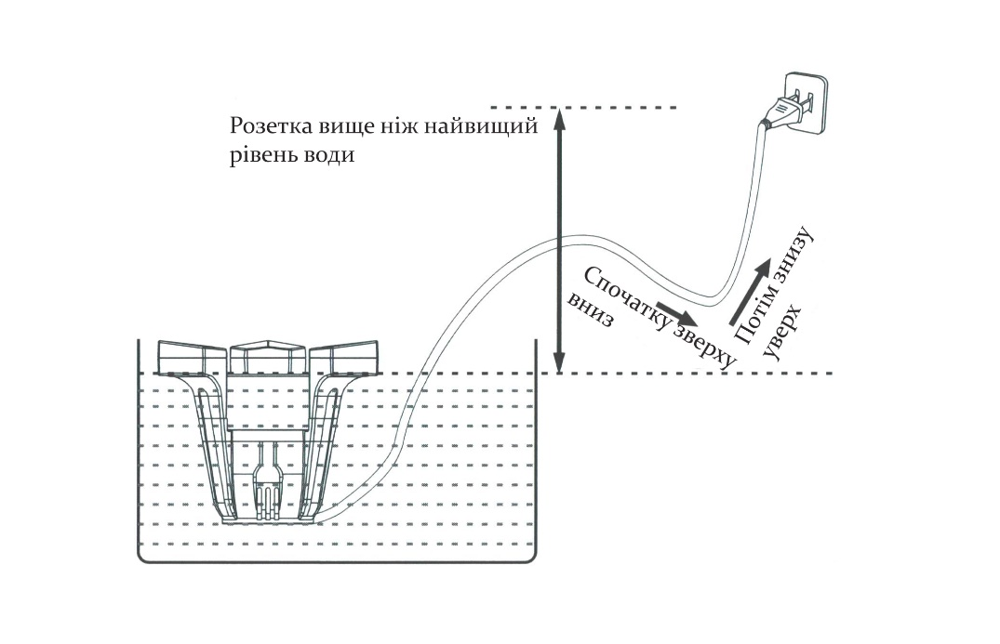 Розетка вище ніж найвищий
рівень води
Спочатку зверху
вниз
Потім знизу
уверх